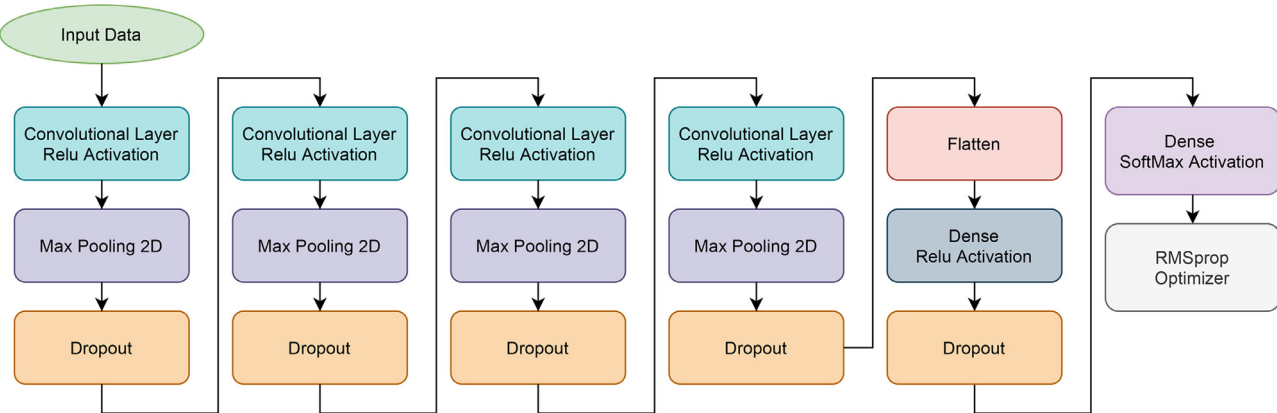 Input Data
Convolutional Layer
Relu Activation
Max Pooling 2D
Dropout
Convolutional Layer
Relu Activation
Max Pooling 2D
Dropout
Convolutional Layer
Relu Activation
Max Pooling 2D
Dropout
Convolutional Layer
Relu Activation
Max Pooling 2D
Dropout
Flatten
Dense
Relu Activation
Dropout
Dense
SoftMax Activation
RMSprop
Optimizer